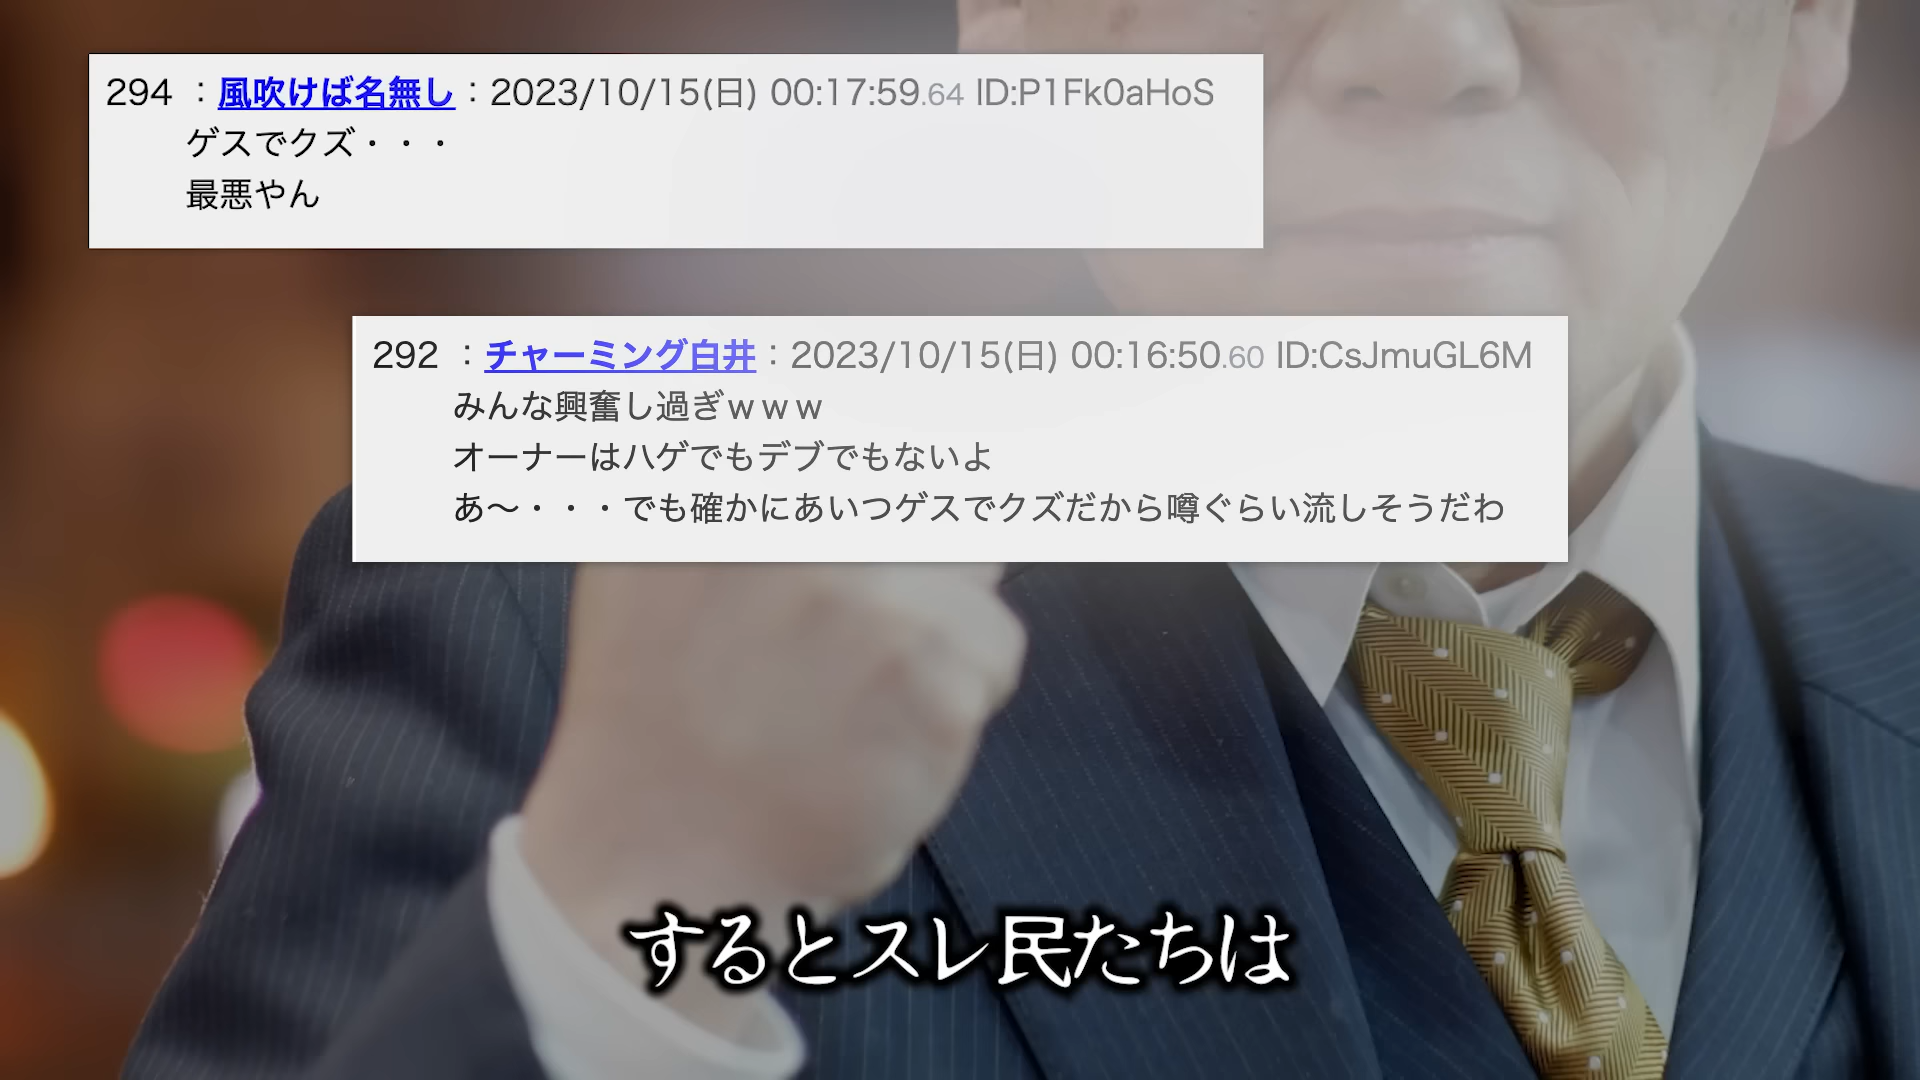 294 ：風吹けば名無し：2023/10/15(日) 00:17:59.64 ID:P1Fk0aHoS
ゲスでクズ・・・
最悪やん
292 ：チャーミング白井：2023/10/15(日) 00:16:50.60 ID:CsJmuGL6M
みんな興奮し過ぎｗｗｗ
オーナーはハゲでもデブでもないよ
あ〜・・・でも確かにあいつゲスでクズだから噂ぐらい流しそうだわ
するとスレ民たちは